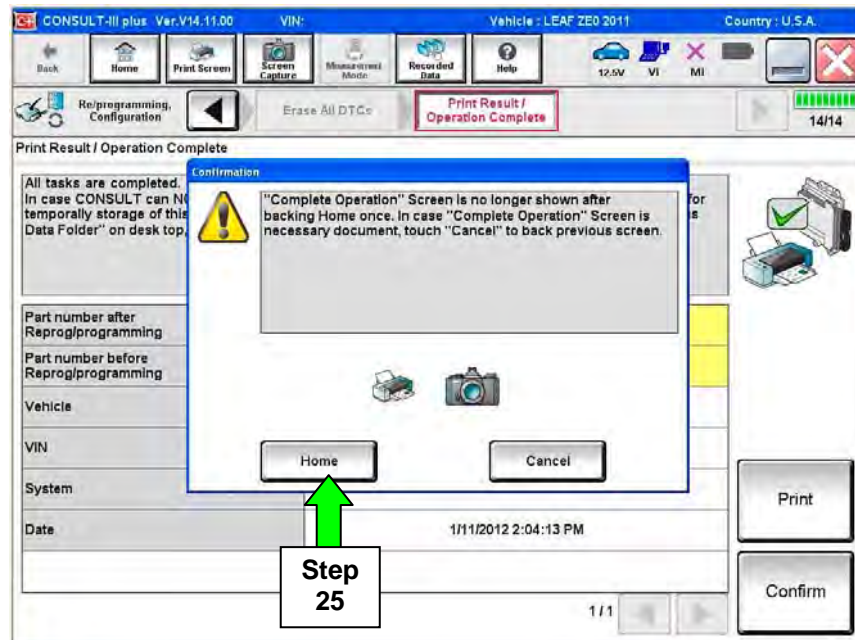 CONSULT-III plus Ver.V14.11.00 VIN: Vehicle : LEAF ZE0 2011 Country : U.S.A.
Back
Home
Print Screen
Screen
Capture
Measurement
Mode
Recorded
Data
Help
12.5V
VI
MI
Re/programming,
Configuration
Erase All DTCs
Print Result /
Operation Complete
14/14
Print Result / Operation Complete
All tasks are completed.
In case CONSULT can for
temporally storage of this
Data Folder" on desk top,
Confirmation
"Complete Operation" Screen is no longer shown after
backing Home once. In case "Complete Operation" Screen is
necessary document, touch "Cancel" to back previous screen.
Home
Cancel
Part number after
Reprog/programming
Part number before
Reprog/programming
Vehicle
VIN
System
Date 1/11/2012 2:04:13 PM
Step
25
1/1
Print
Confirm